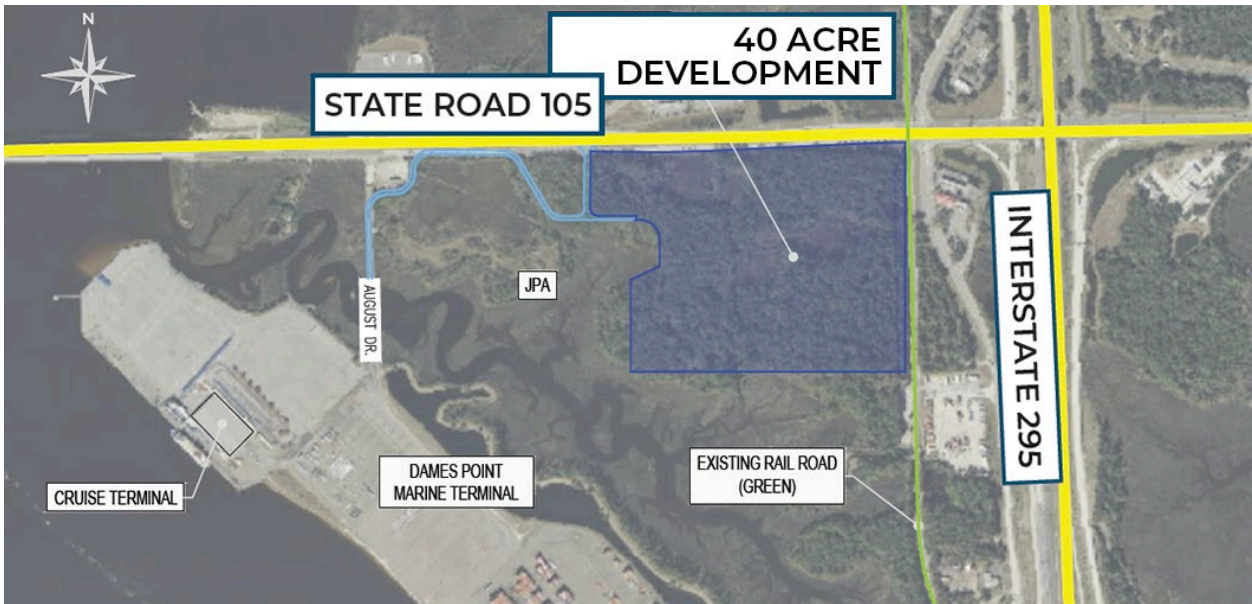 N
40 ACRE
DEVELOPMENT
STATE ROAD 105
INTERSTATE 295
JPA
AUGUST DR.
EXISTING RAIL ROAD
(GREEN)
DAMES POINT
MARINE TERMINAL
CRUISE TERMINAL